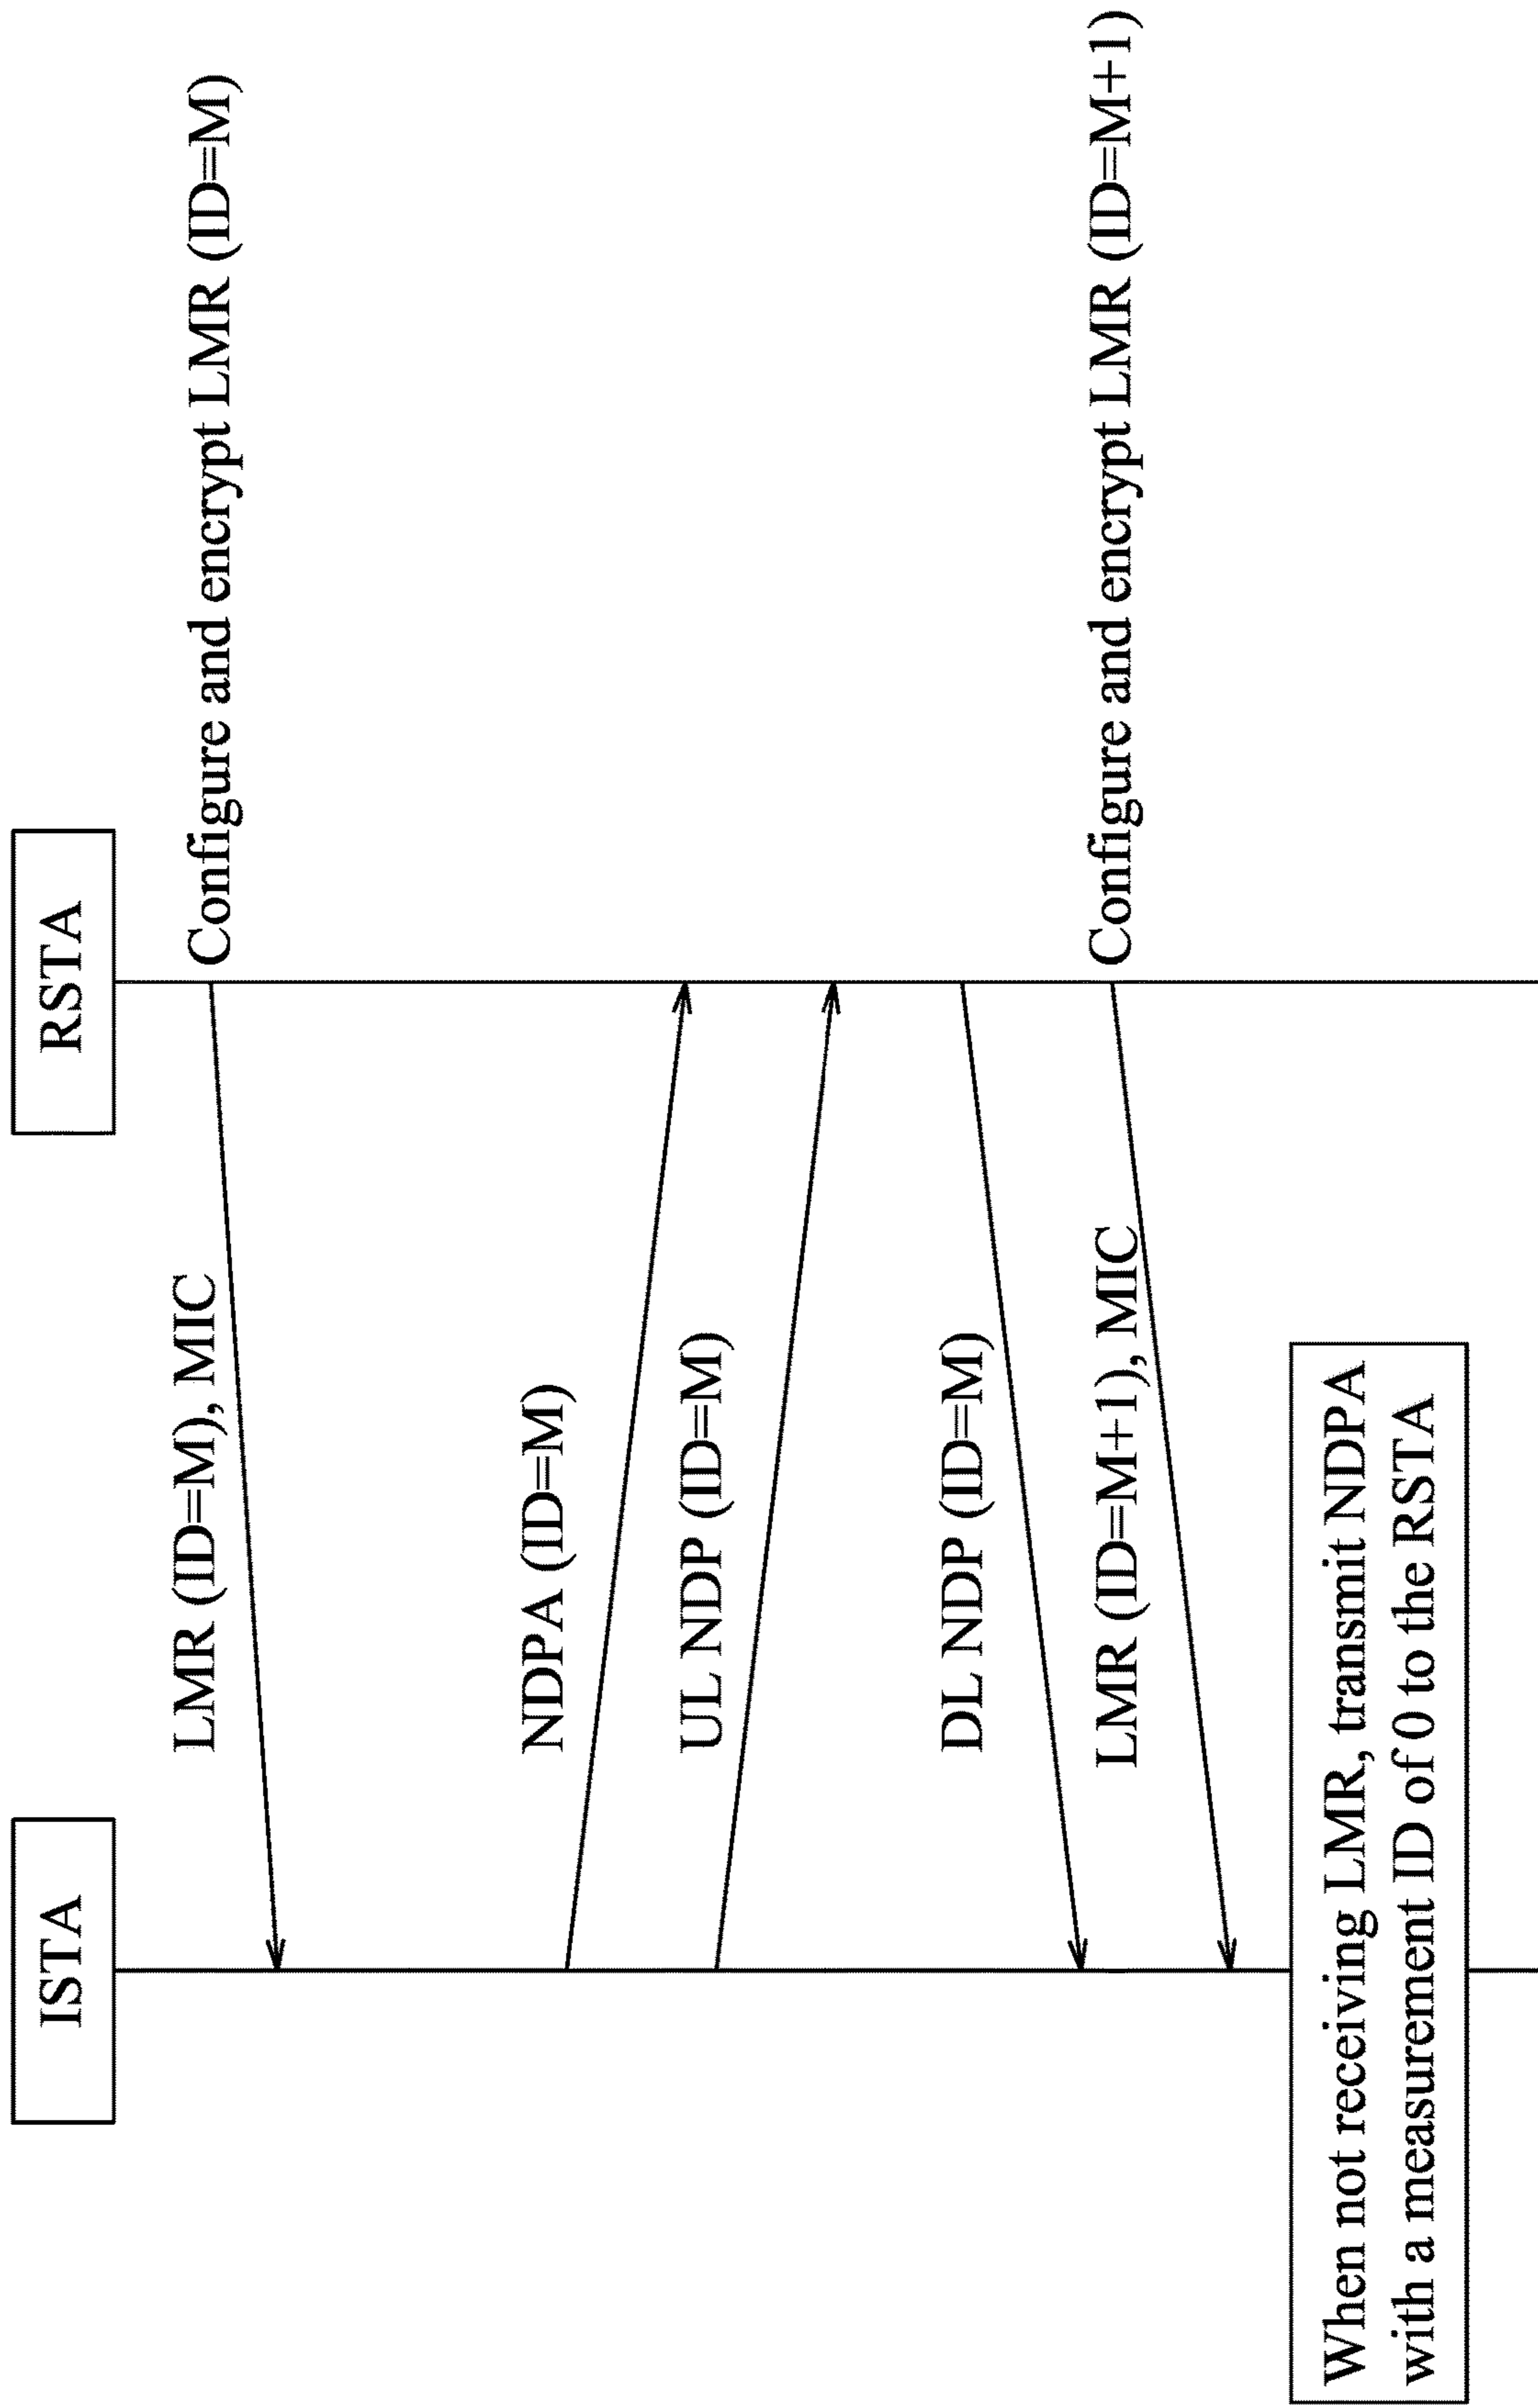 ISTA
RSTA
Configure and encrypt LMR (ID=M)
LMR (ID=M), MIC
NDPA (ID=M)
UL NDP (ID=M)
DL NDP (ID=M)
Configure and encrypt LMR (ID=M+1)
LMR (ID=M+1), MIC
When not receiving LMR, transmit NDPA
with a measurement ID of 0 to the RSTA